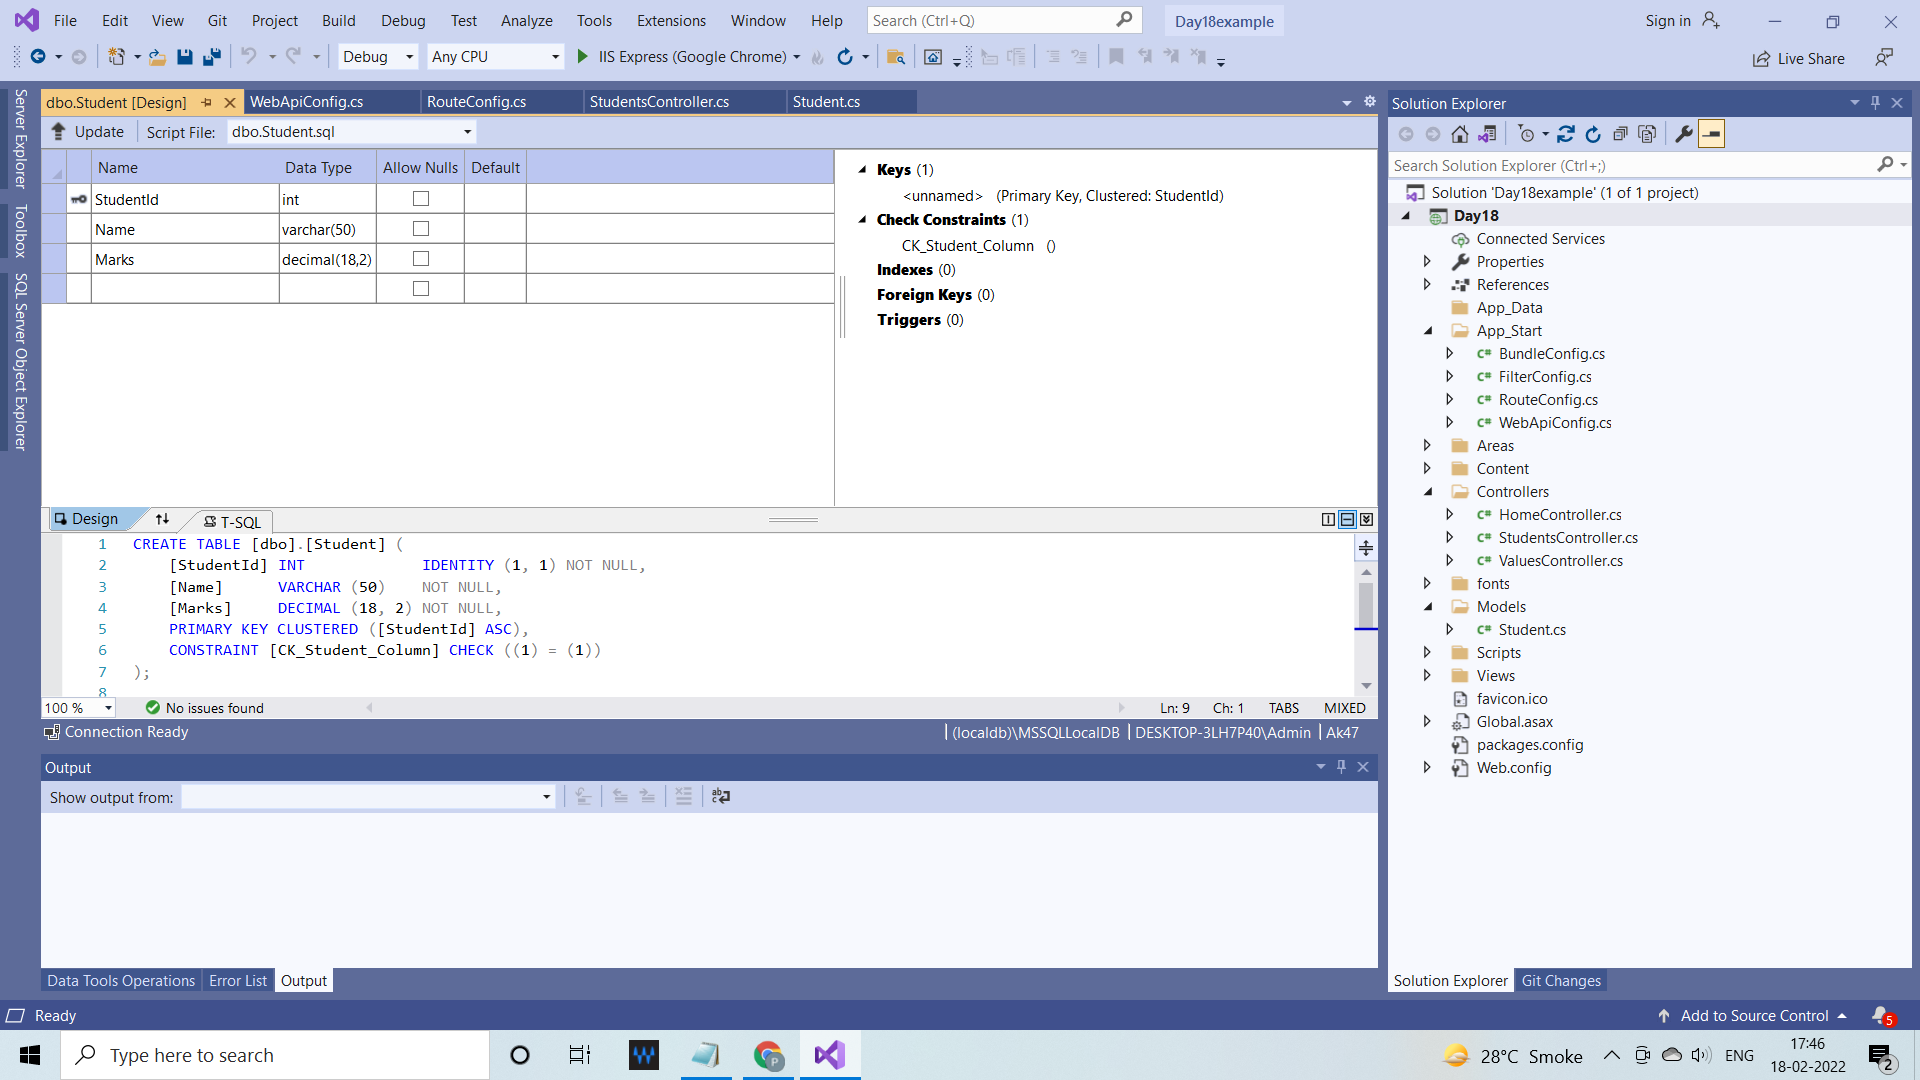 File Edit View Git Project Build Debug Test Analyze Tools Extensions Window Help Search (Ctrl+Q) Day18example Sign in
Debug Any CPU IIS Express (Google Chrome) Live Share
Server Explorer
Toolbox
SQL Server Object Explorer
dbo.Student [Design] WebApiConfig.cs RouteConfig.cs StudentsController.cs Student.cs
Update Script File: dbo.Student.sql
Name Data Type Allow Nulls Default
StudentId int
Name varchar(50)
Marks decimal(18,2)
Keys (1)
<unnamed> (Primary Key, Clustered: StudentId)
Check Constraints (1)
CK_Student_Column ()
Indexes (0)
Foreign Keys (0)
Triggers (0)
Design T-SQL
1 CREATE TABLE [dbo].[Student] (
2 [StudentId] INT IDENTITY (1, 1) NOT NULL,
3 [Name] VARCHAR (50) NOT NULL,
4 [Marks] DECIMAL (18, 2) NOT NULL,
5 PRIMARY KEY CLUSTERED ([StudentId] ASC),
6 CONSTRAINT [CK_Student_Column] CHECK ((1) = (1))
7 );
8
100 % No issues found Ln: 9 Ch: 1 TABS MIXED
Connection Ready (localdb)\MSSQLLocalDB DESKTOP-3LH7P40\Admin Ak47
Output
Show output from:
Data Tools Operations Error List Output
Solution Explorer
Search Solution Explorer (Ctrl+;)
Solution 'Day18example' (1 of 1 project)
Day18
Connected Services
Properties
References
App_Data
App_Start
C# BundleConfig.cs
C# FilterConfig.cs
C# RouteConfig.cs
C# WebApiConfig.cs
Areas
Content
Controllers
C# HomeController.cs
C# StudentsController.cs
C# ValuesController.cs
fonts
Models
C# Student.cs
Scripts
Views
favicon.ico
Global.asax
packages.config
Web.config
Solution Explorer Git Changes
Ready Add to Source Control 5
Type here to search W P 28°C Smoke ENG 17:46
18-02-2022 2